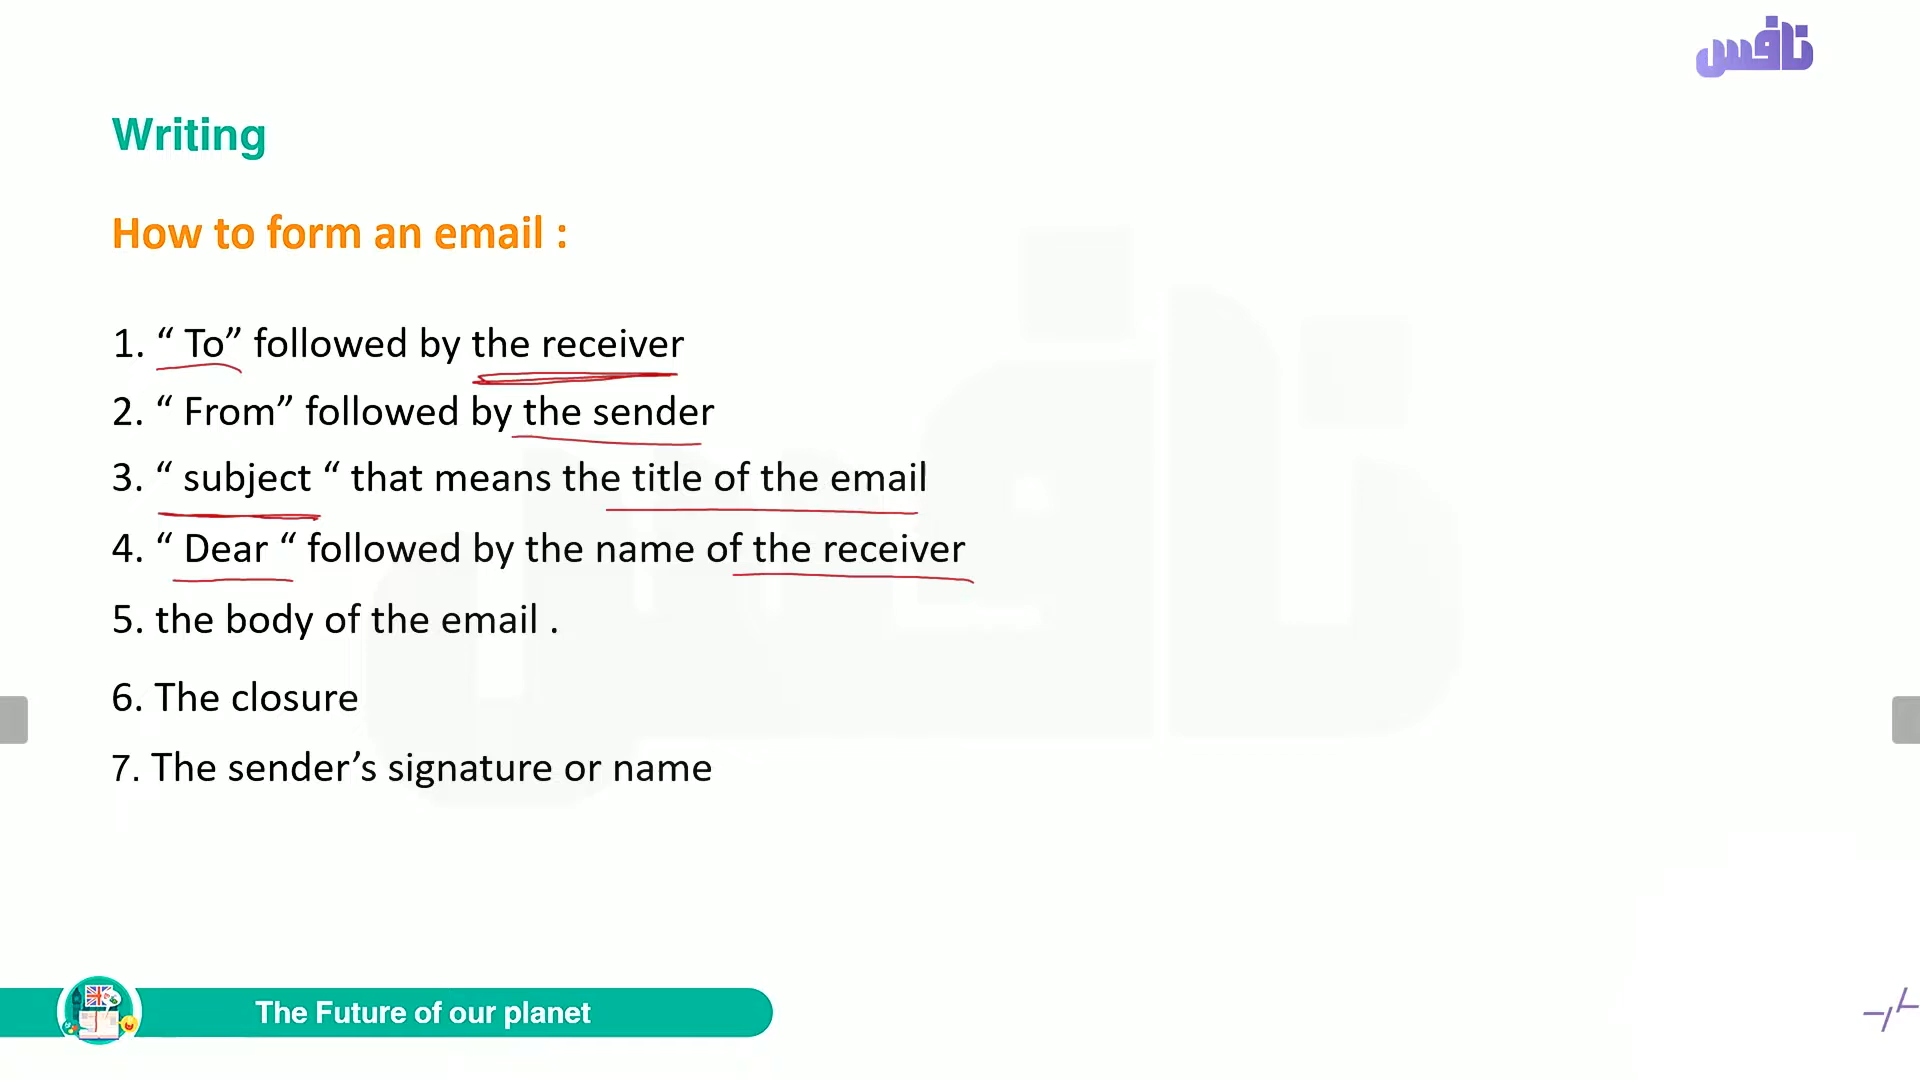 نافس
Writing
How to form an email :
1. “ To” followed by the receiver
2. “ From” followed by the sender
3. “ subject “ that means the title of the email
4. “ Dear “ followed by the name of the receiver
5. the body of the email .
6. The closure
7. The sender’s signature or name
The Future of our planet